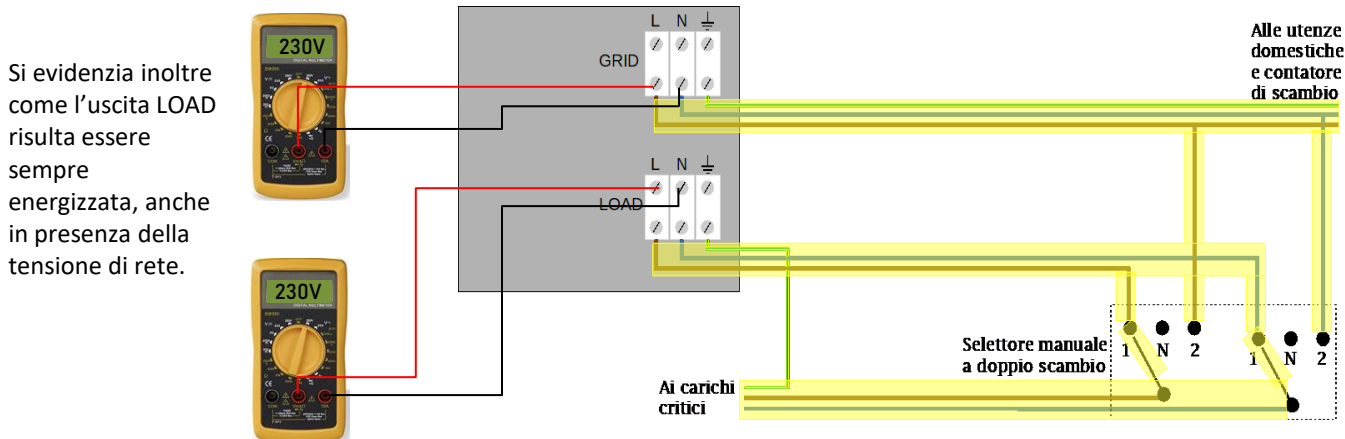 Si evidenzia inoltre
come l’uscita LOAD
risulta essere
sempre
energizzata, anche
in presenza della
tensione di rete.
230V
230V
L N
GRID
L N
LOAD
Alle utenze
domestiche
e contatore
di scambio
Selettore manuale
a doppio scambio
1 N 2
1 N 2
Ai carichi
critici